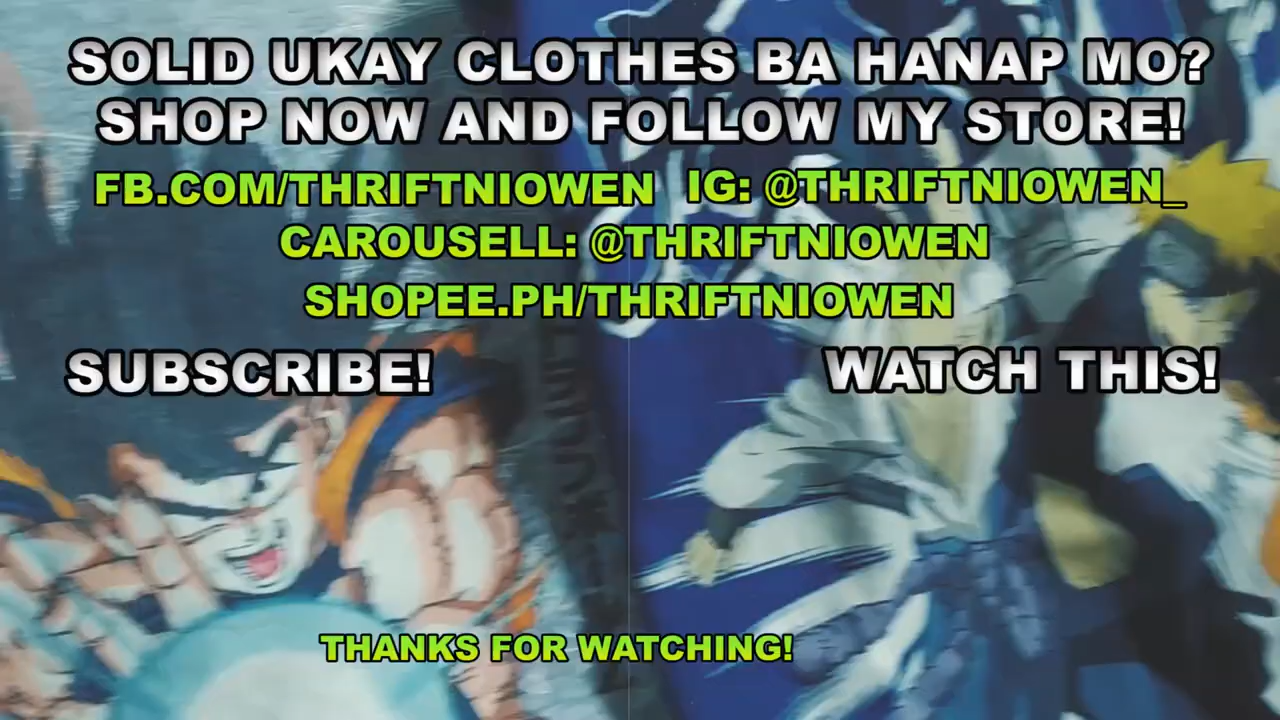 SOLID UKAY CLOTHES BA HANAP MO?
SHOP NOW AND FOLLOW MY STORE!
FB.COM/THRIFTNIOWEN IG: @THRIFTNIOWEN_
CAROUSELL: @THRIFTNIOWEN
SHOPEE.PH/THRIFTNIOWEN
SUBSCRIBE! WATCH THIS!
THANKS FOR WATCHING!